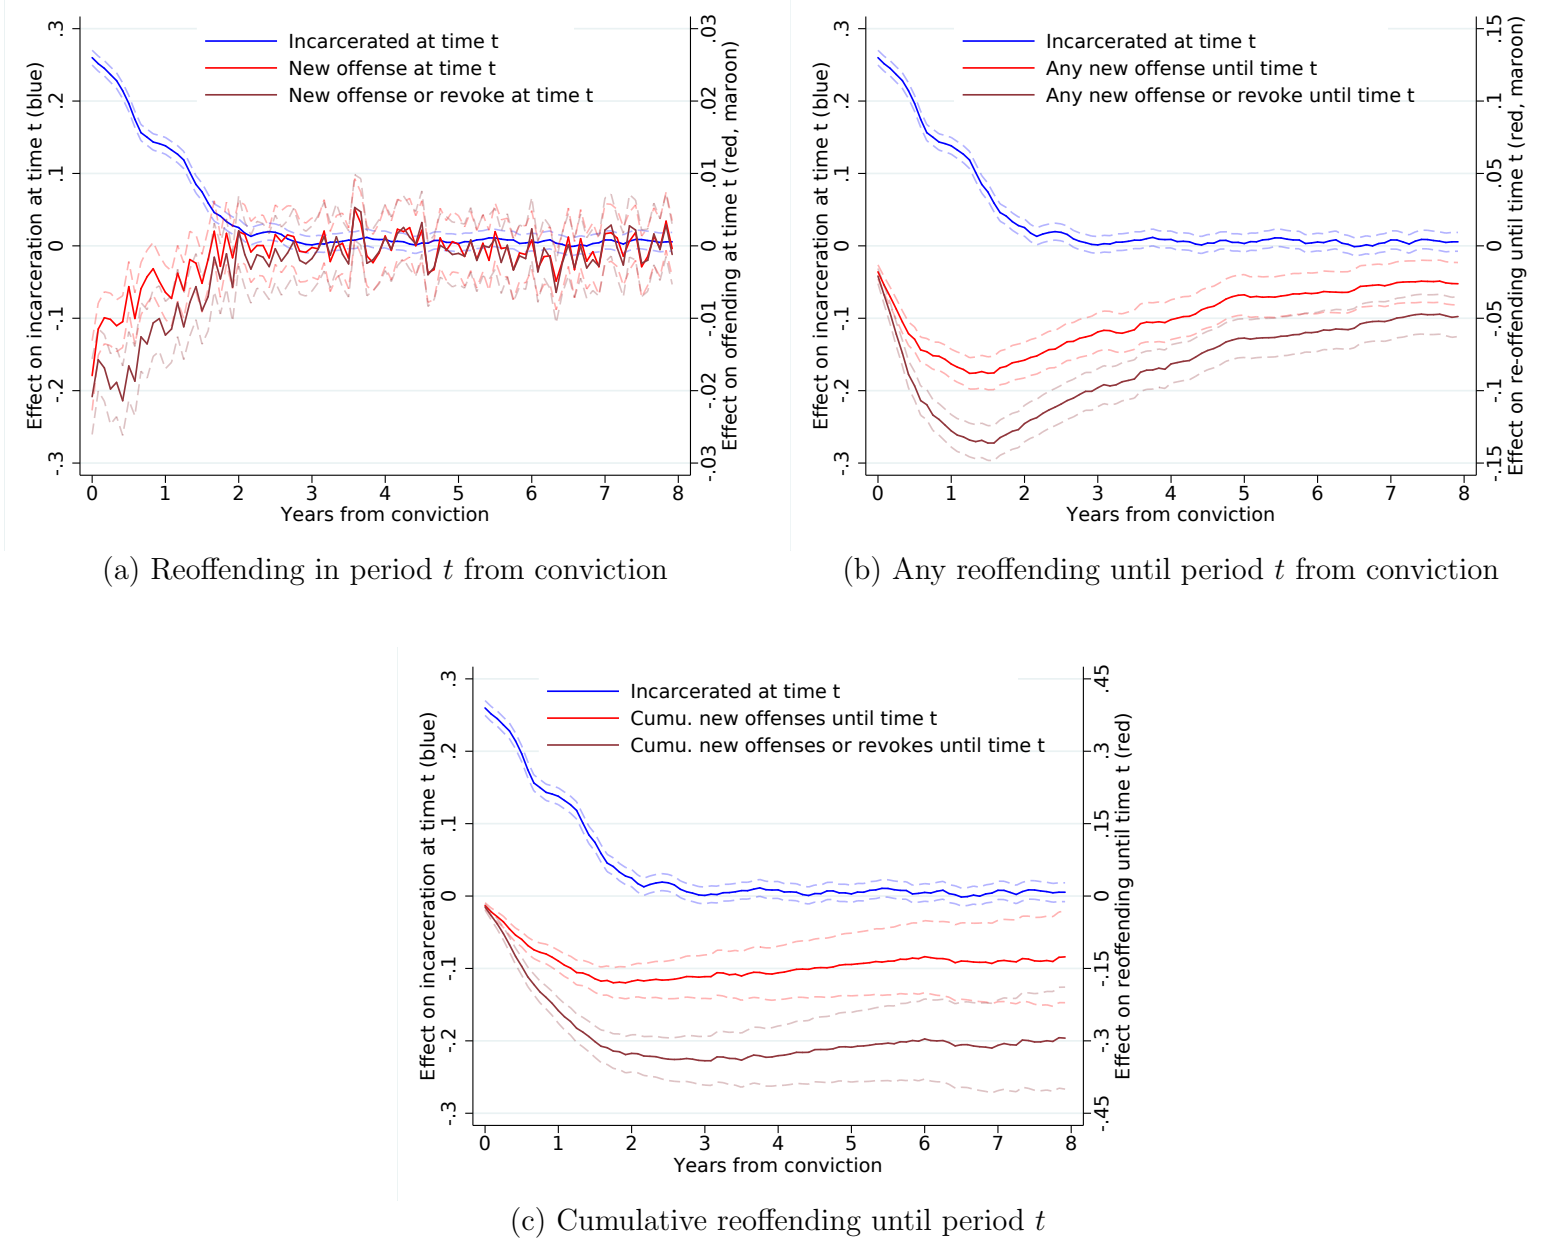 Incarcerated at time t
New offense at time t
New offense or revoke at time t
Effect on incarceration at time t (blue)
.3
.2
.1
0
-.1
-.2
-.3
.03
.02
.01
0
-.01
-.02
-.03
Effect on offending at time t (red, maroon)
0 1 2 3 4 5 6 7 8
Years from conviction
(a) Reoffending in period t from conviction
Incarcerated at time t
Any new offense until time t
Any new offense or revoke until time t
Effect on incarceration at time t (blue)
.3
.2
.1
0
-.1
-.2
-.3
.15
.1
.05
0
-.05
-.1
-.15
Effect on re-offending until time t (red, maroon)
0 1 2 3 4 5 6 7 8
Years from conviction
(b) Any reoffending until period t from conviction
Incarcerated at time t
Cumu. new offenses until time t
Cumu. new offenses or revokes until time t
Effect on incarceration at time t (blue)
.3
.2
.1
0
-.1
-.2
-.3
.45
.3
.15
0
-.15
-.3
-.45
Effect on reoffending until time t (red)
0 1 2 3 4 5 6 7 8
Years from conviction
(c) Cumulative reoffending until period t